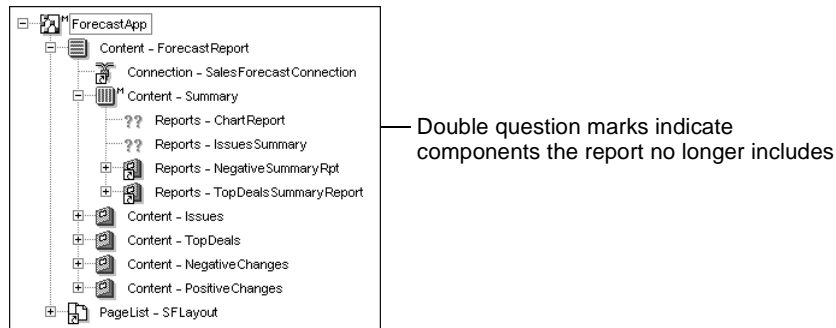 M ForecastApp
Content – ForecastReport
Connection – SalesForecastConnection
M Content – Summary
?? Reports – ChartReport
?? Reports – IssuesSummary
Reports – NegativeSummaryRpt
Reports – TopDealsSummaryReport
Content – Issues
Content – TopDeals
Content – NegativeChanges
Content – PositiveChanges
PageList – SFLayout
Double question marks indicate
components the report no longer includes